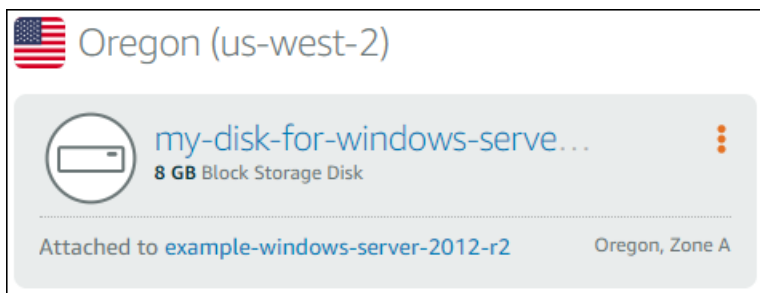 Oregon (us-west-2)
my-disk-for-windows-serve...
8 GB Block Storage Disk
Attached to example-windows-server-2012-r2
Oregon, Zone A